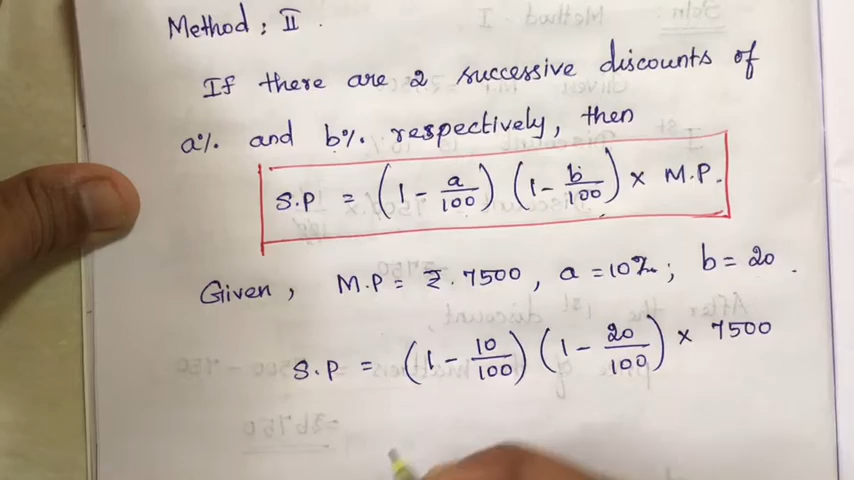 Method : II .
If there are 2 successive discounts of
a% and b% respectively, then
S.P = (1 - a/100) (1 - b/100) × M.P.
Given, M.P = ₹. 7500, a = 10% ; b = 20 .
S.P = (1 - 10/100) (1 - 20/100) × 7500